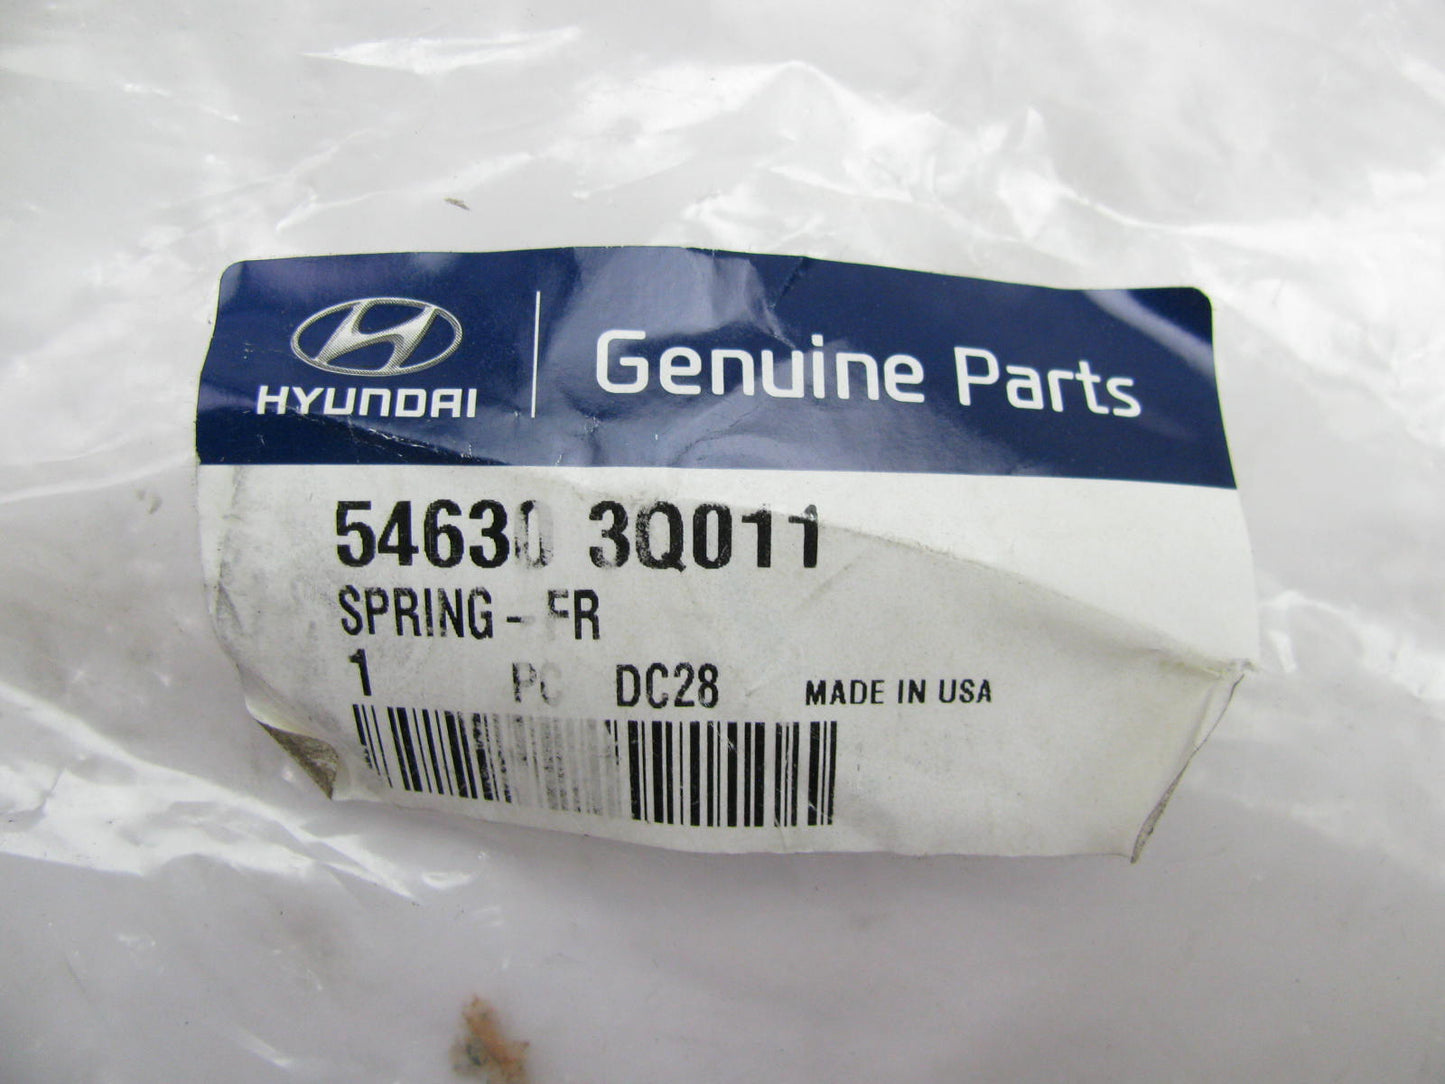 HYUNDAI
Genuine Parts
54630 3Q011
SPRING - FR
1 PC DC28 MADE IN USA